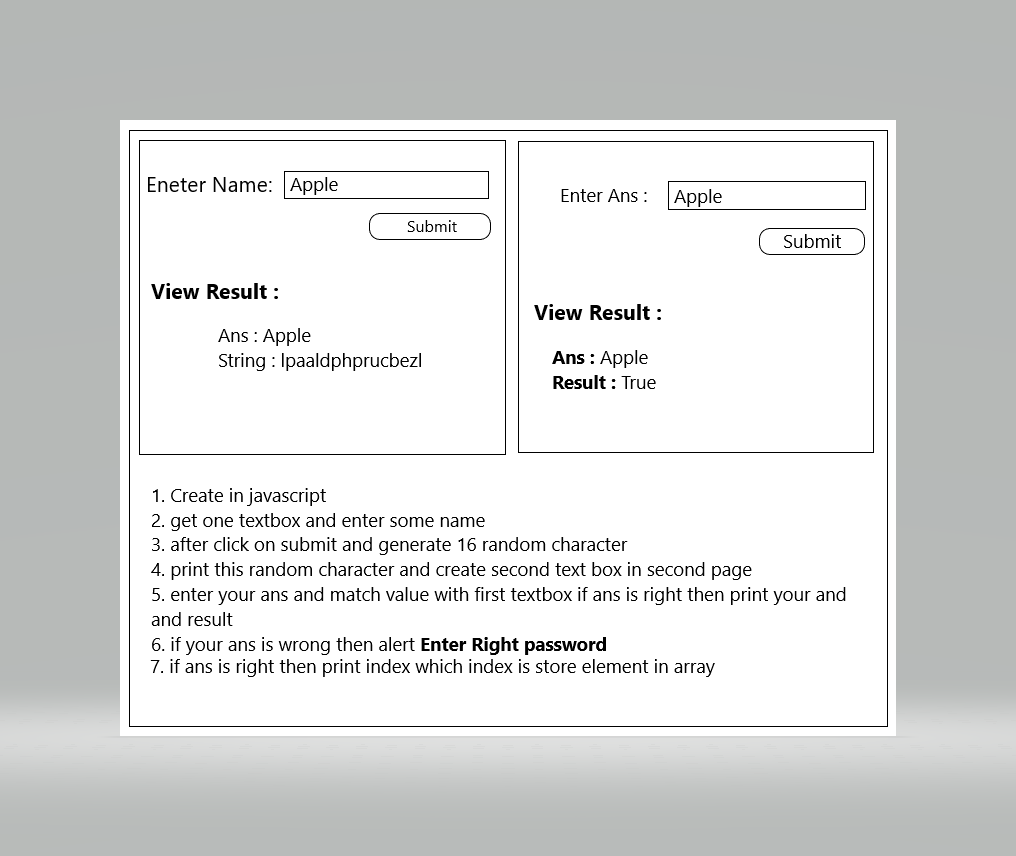 Eneter Name: Apple
Submit
View Result :
Ans : Apple
String : lpaaldphprucbezl
Enter Ans : Apple
Submit
View Result :
Ans : Apple
Result : True
1. Create in javascript
2. get one textbox and enter some name
3. after click on submit and generate 16 random character
4. print this random character and create second text box in second page
5. enter your ans and match value with first textbox if ans is right then print your and
and result
6. if your ans is wrong then alert Enter Right password
7. if ans is right then print index which index is store element in array